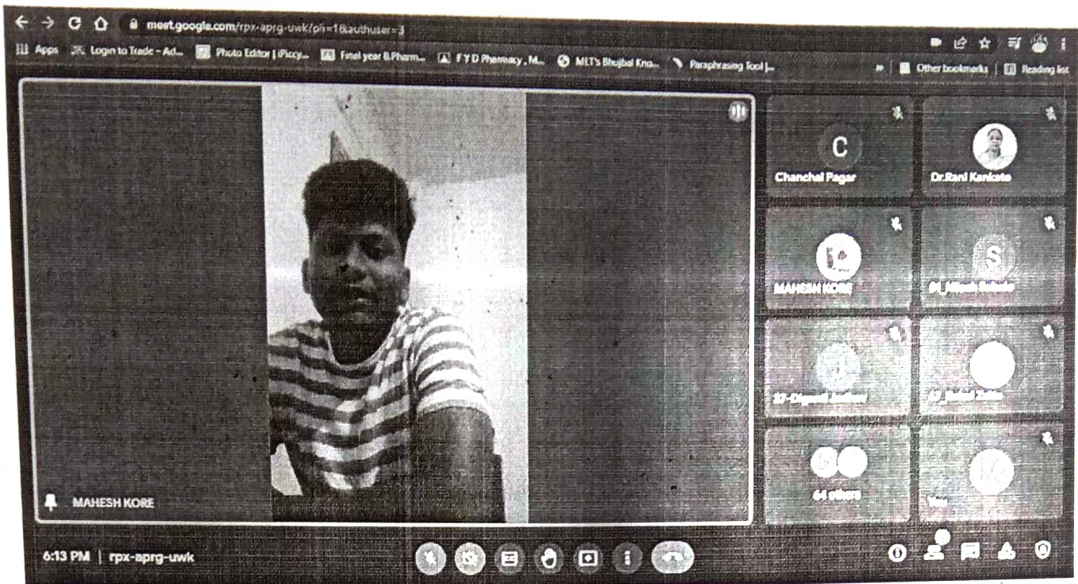 meet.google.com/rpx-aprg-uwk/pli=1&authuser=3
Apps
Login to Trade - Ad...
Photo Editor | iPiccy...
Final year B.Pharm...
F Y D Pharmacy , M...
MET's Bhujbal Kno...
Paraphrasing Tool |...
»
Other bookmarks
Reading list
C
Chanchal Pagar
Dr.Rani Kankate
MAHESH KORE
S
64 others
You
MAHESH KORE
6:13 PM | rpx-aprg-uwk